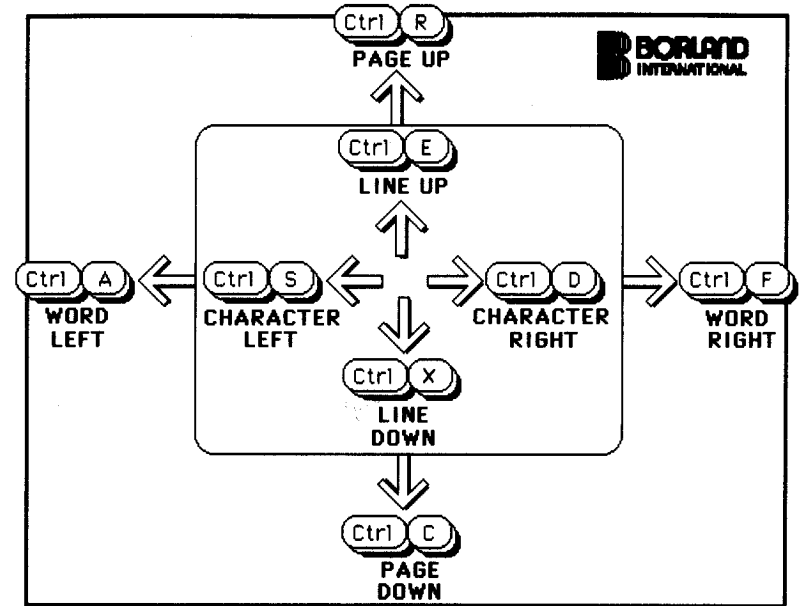 Ctrl R
PAGE UP
BORLAND
INTERNATIONAL
Ctrl E
LINE UP
Ctrl A
WORD
LEFT
Ctrl S
CHARACTER
LEFT
Ctrl D
CHARACTER
RIGHT
Ctrl F
WORD
RIGHT
Ctrl X
LINE
DOWN
Ctrl C
PAGE
DOWN